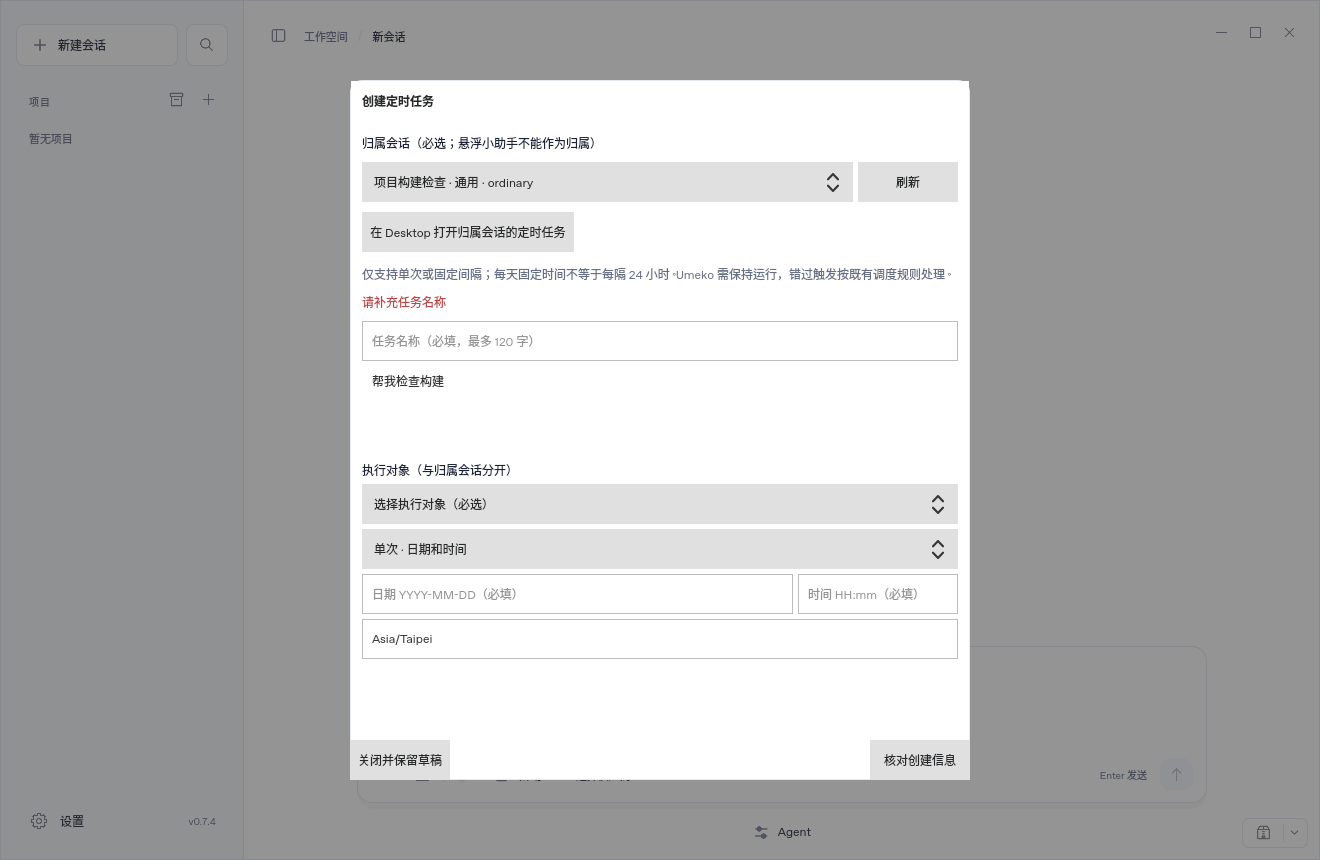 新建会话
工作空间 / 新会话
项目
暂无项目
创建定时任务
归属会话（必选；悬浮小助手不能作为归属）
项目构建检查 · 通用 · ordinary
刷新
在 Desktop 打开归属会话的定时任务
仅支持单次或固定间隔；每天固定时间不等于每隔 24 小时。Umeko 需保持运行，错过触发按既有调度规则处理。
请补充任务名称
任务名称（必填，最多 120 字）
帮我检查构建
执行对象（与归属会话分开）
选择执行对象（必选）
单次 · 日期和时间
日期 YYYY-MM-DD（必填）
时间 HH:mm（必填）
Asia/Taipei
关闭并保留草稿
核对创建信息
Enter 发送
设置
v0.7.4
Agent